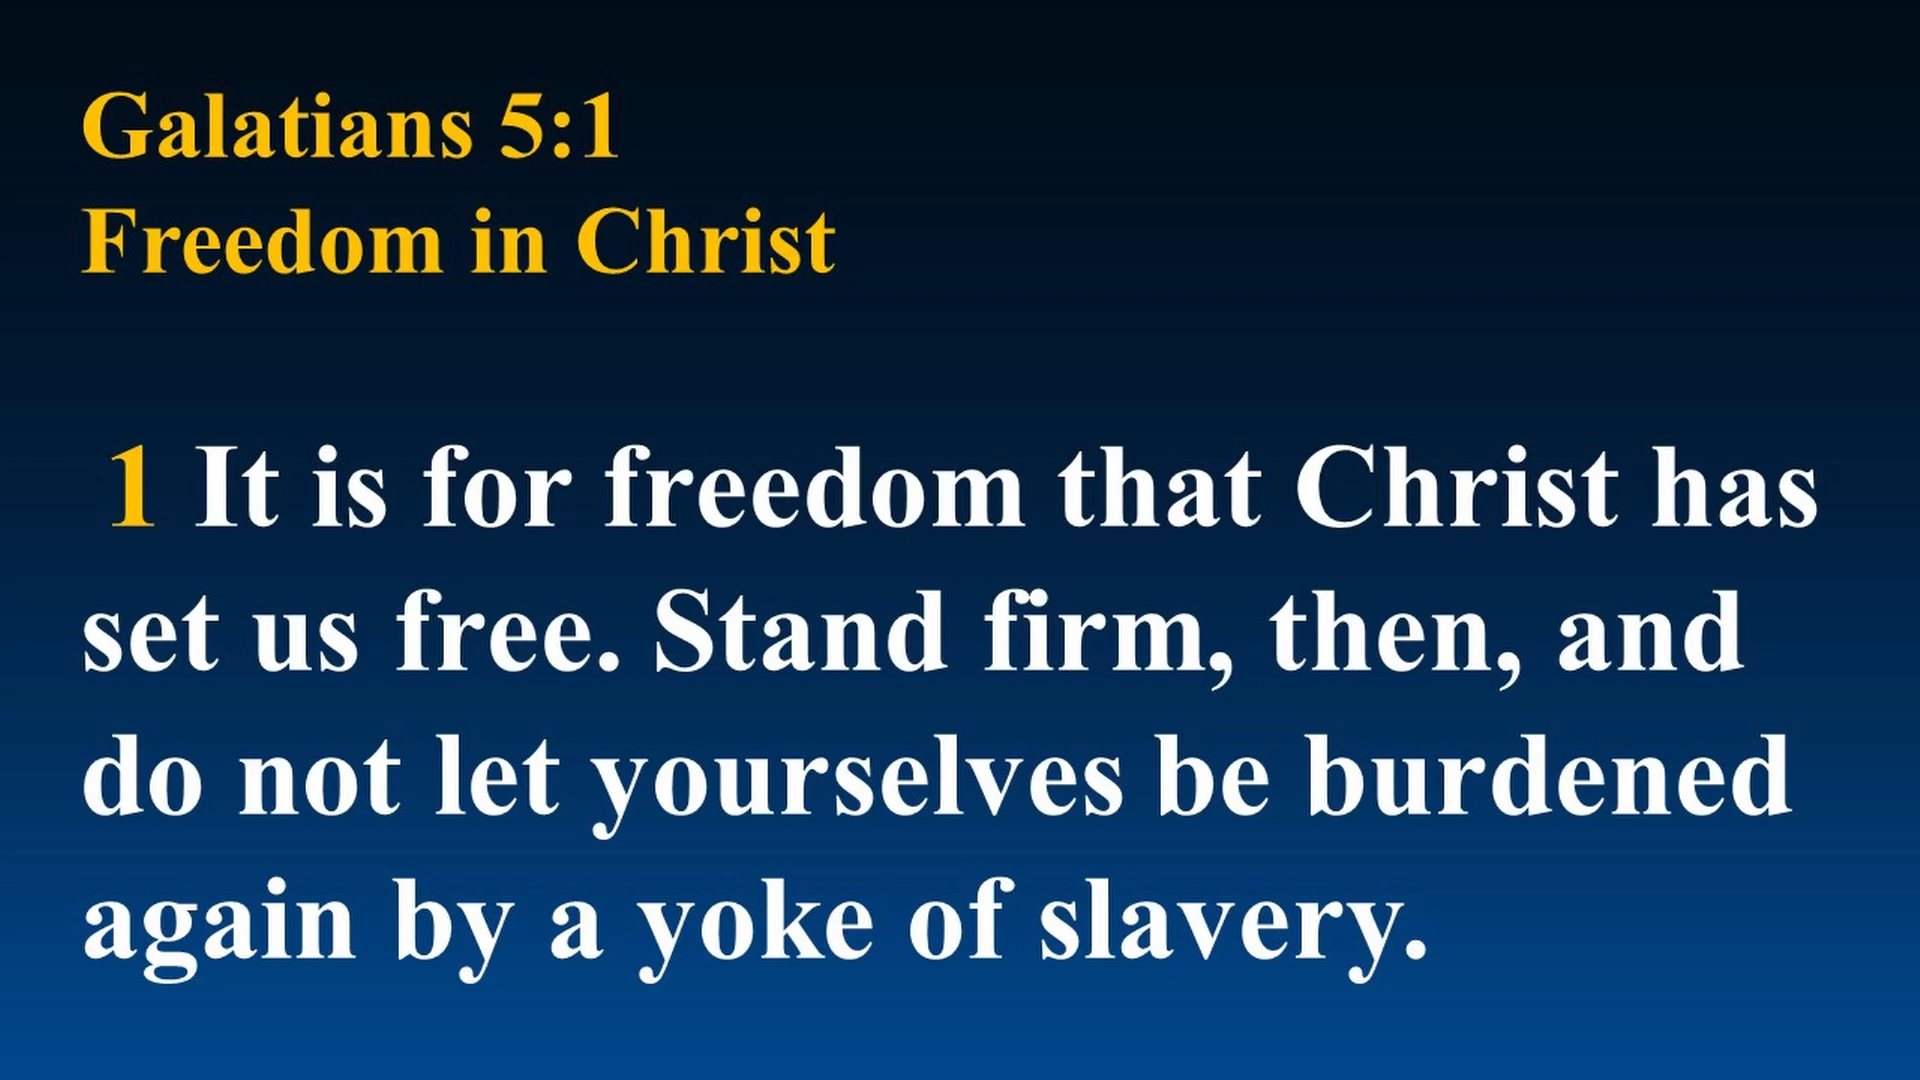 Galatians 5:1
Freedom in Christ
1 It is for freedom that Christ has
set us free. Stand firm, then, and
do not let yourselves be burdened
again by a yoke of slavery.